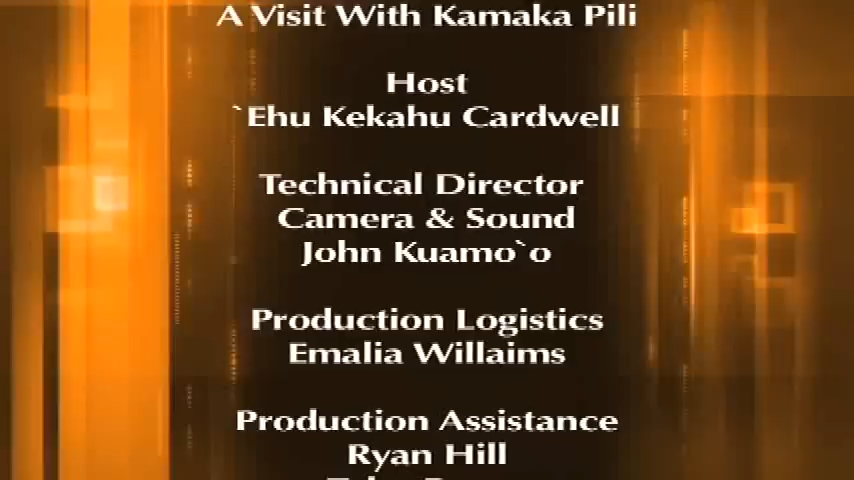 A Visit With Kamaka Pili
Host
`Ehu Kekahu Cardwell
Technical Director
Camera & Sound
John Kuamo`o
Production Logistics
Emalia Willaims
Production Assistance
Ryan Hill